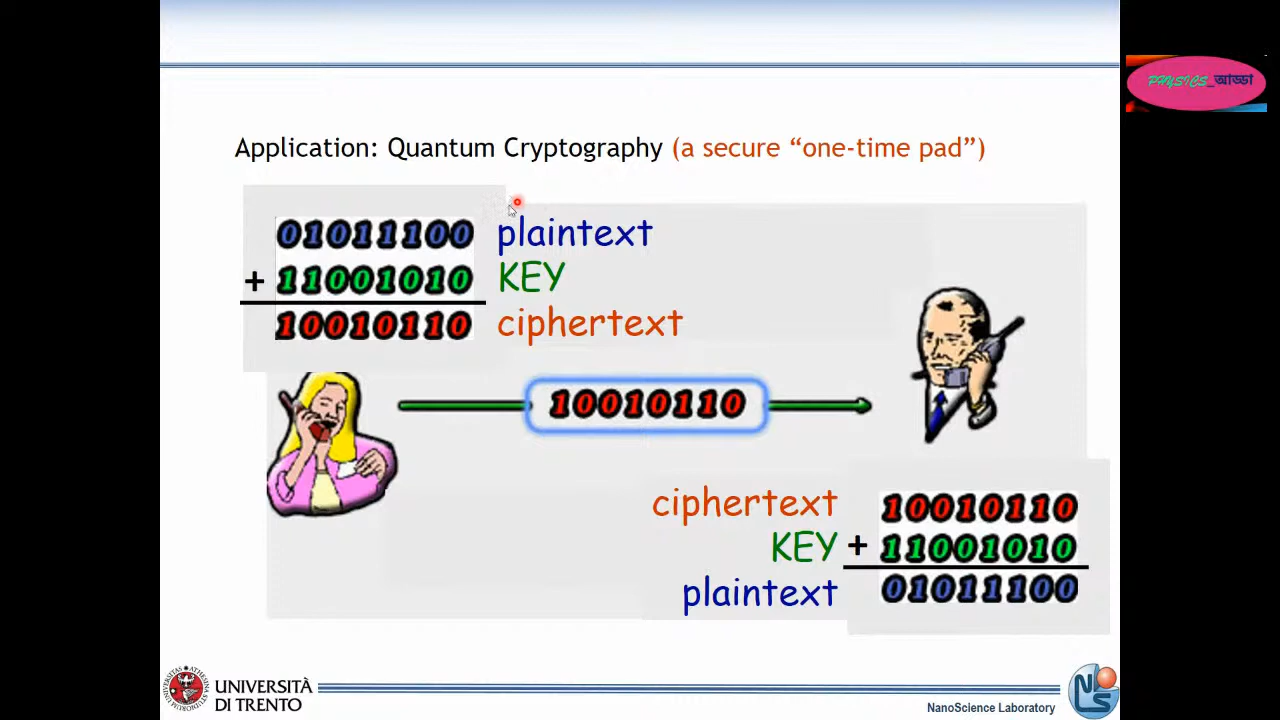 PHYSICS_আড্ডা
Application: Quantum Cryptography (a secure “one-time pad”)
01011100 plaintext
+ 11001010 KEY
10010110 ciphertext
10010110
ciphertext 10010110
KEY + 11001010
plaintext 01011100
UNIVERSITÀ
DI TRENTO
NanoScience Laboratory